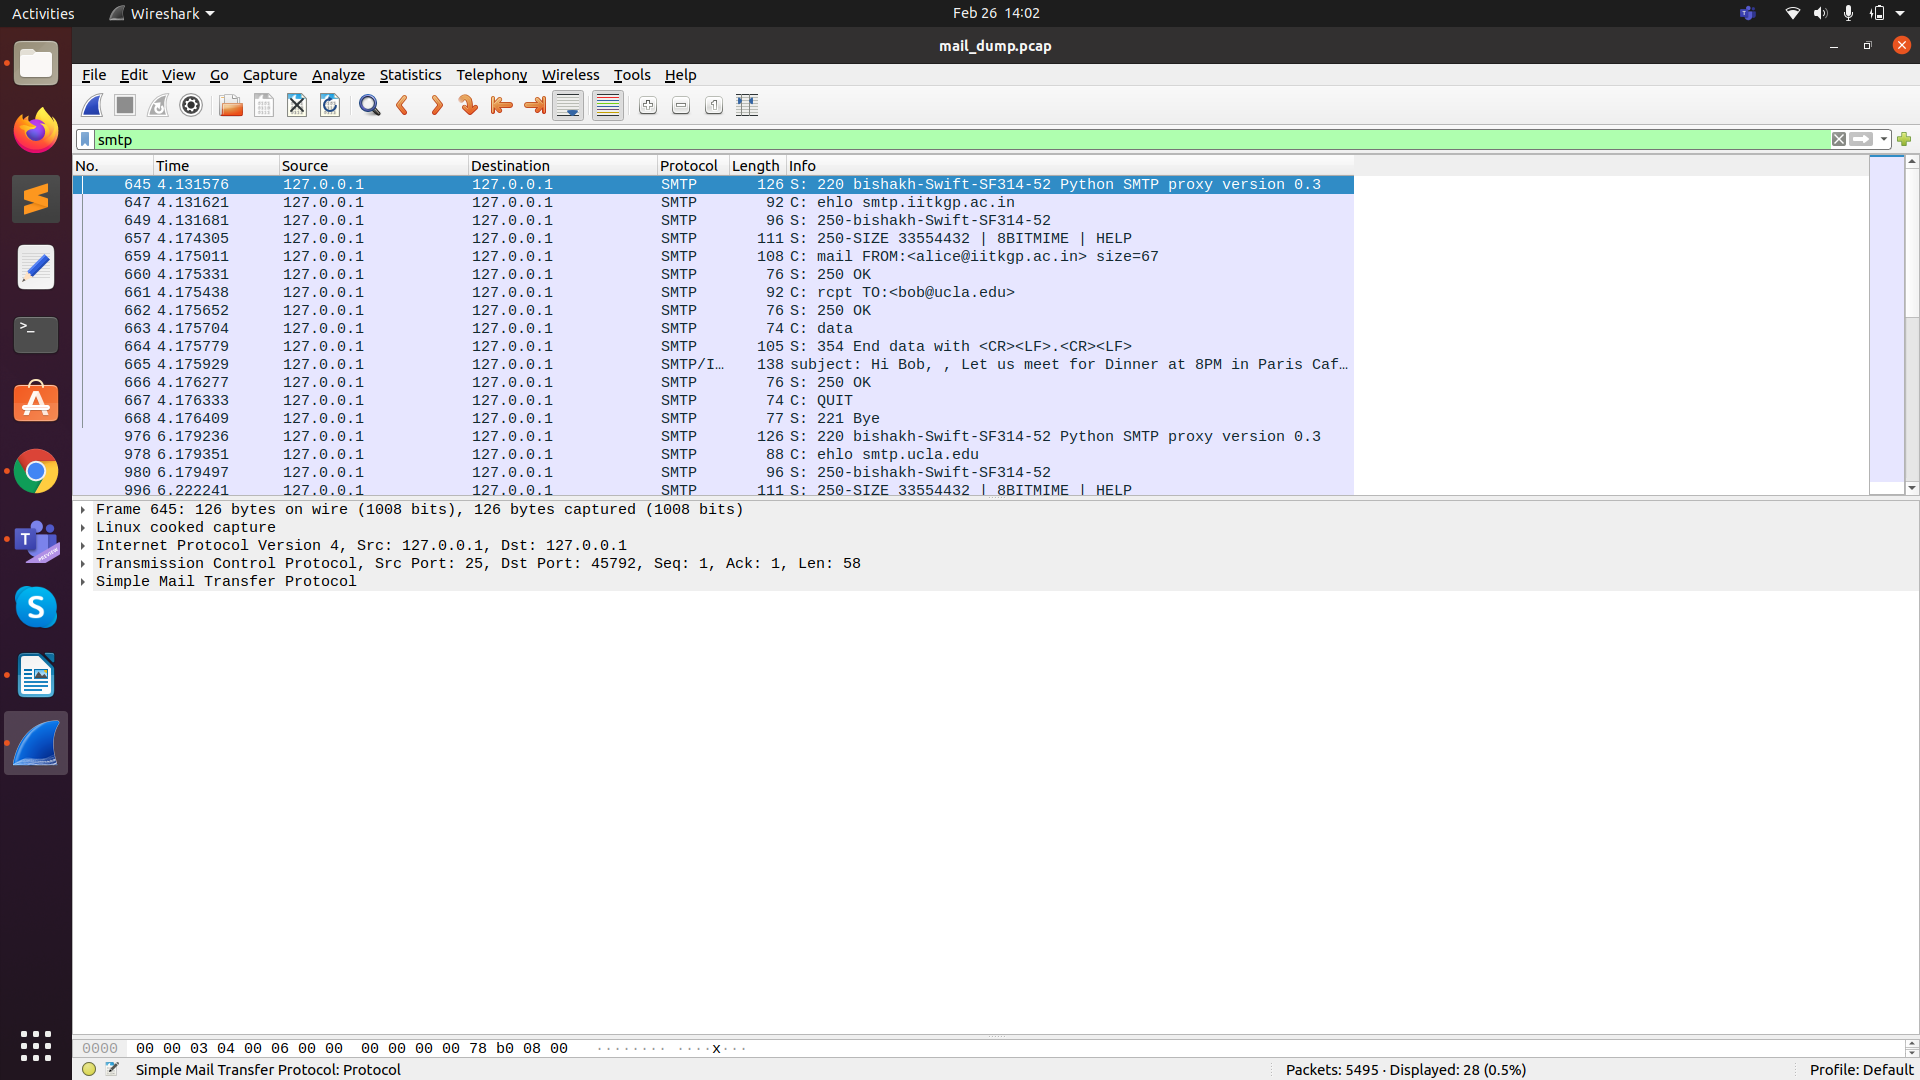 Activities Wireshark Feb 26 14:02
mail_dump.pcap
File Edit View Go Capture Analyze Statistics Telephony Wireless Tools Help
smtp
No. Time Source Destination Protocol Length Info
645 4.131576 127.0.0.1 127.0.0.1 SMTP 126 S: 220 bishakh-Swift-SF314-52 Python SMTP proxy version 0.3
647 4.131621 127.0.0.1 127.0.0.1 SMTP 92 C: ehlo smtp.iitkgp.ac.in
649 4.131681 127.0.0.1 127.0.0.1 SMTP 96 S: 250-bishakh-Swift-SF314-52
657 4.174305 127.0.0.1 127.0.0.1 SMTP 111 S: 250-SIZE 33554432 | 8BITMIME | HELP
659 4.175011 127.0.0.1 127.0.0.1 SMTP 108 C: mail FROM:<alice@iitkgp.ac.in> size=67
660 4.175331 127.0.0.1 127.0.0.1 SMTP 76 S: 250 OK
661 4.175438 127.0.0.1 127.0.0.1 SMTP 92 C: rcpt TO:<bob@ucla.edu>
662 4.175652 127.0.0.1 127.0.0.1 SMTP 76 S: 250 OK
663 4.175704 127.0.0.1 127.0.0.1 SMTP 74 C: data
664 4.175779 127.0.0.1 127.0.0.1 SMTP 105 S: 354 End data with <CR><LF>.<CR><LF>
665 4.175929 127.0.0.1 127.0.0.1 SMTP/I… 138 subject: Hi Bob, , Let us meet for Dinner at 8PM in Paris Caf…
666 4.176277 127.0.0.1 127.0.0.1 SMTP 76 S: 250 OK
667 4.176333 127.0.0.1 127.0.0.1 SMTP 74 C: QUIT
668 4.176409 127.0.0.1 127.0.0.1 SMTP 77 S: 221 Bye
976 6.179236 127.0.0.1 127.0.0.1 SMTP 126 S: 220 bishakh-Swift-SF314-52 Python SMTP proxy version 0.3
978 6.179351 127.0.0.1 127.0.0.1 SMTP 88 C: ehlo smtp.ucla.edu
980 6.179497 127.0.0.1 127.0.0.1 SMTP 96 S: 250-bishakh-Swift-SF314-52
996 6.222241 127.0.0.1 127.0.0.1 SMTP 111 S: 250-SIZE 33554432 | 8BITMIME | HELP
Frame 645: 126 bytes on wire (1008 bits), 126 bytes captured (1008 bits)
Linux cooked capture
Internet Protocol Version 4, Src: 127.0.0.1, Dst: 127.0.0.1
Transmission Control Protocol, Src Port: 25, Dst Port: 45792, Seq: 1, Ack: 1, Len: 58
Simple Mail Transfer Protocol
0000 00 00 03 04 00 06 00 00 00 00 00 00 78 b0 08 00 ········ ····x···
Simple Mail Transfer Protocol: Protocol Packets: 5495 · Displayed: 28 (0.5%) Profile: Default